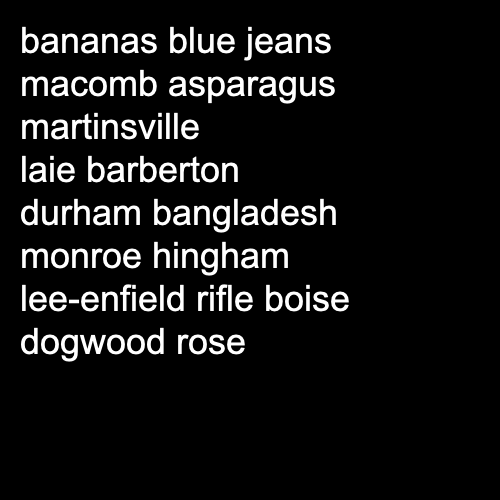 bananas blue jeans
macomb asparagus
martinsville
laie barberton
durham bangladesh
monroe hingham
lee-enfield rifle boise
dogwood rose